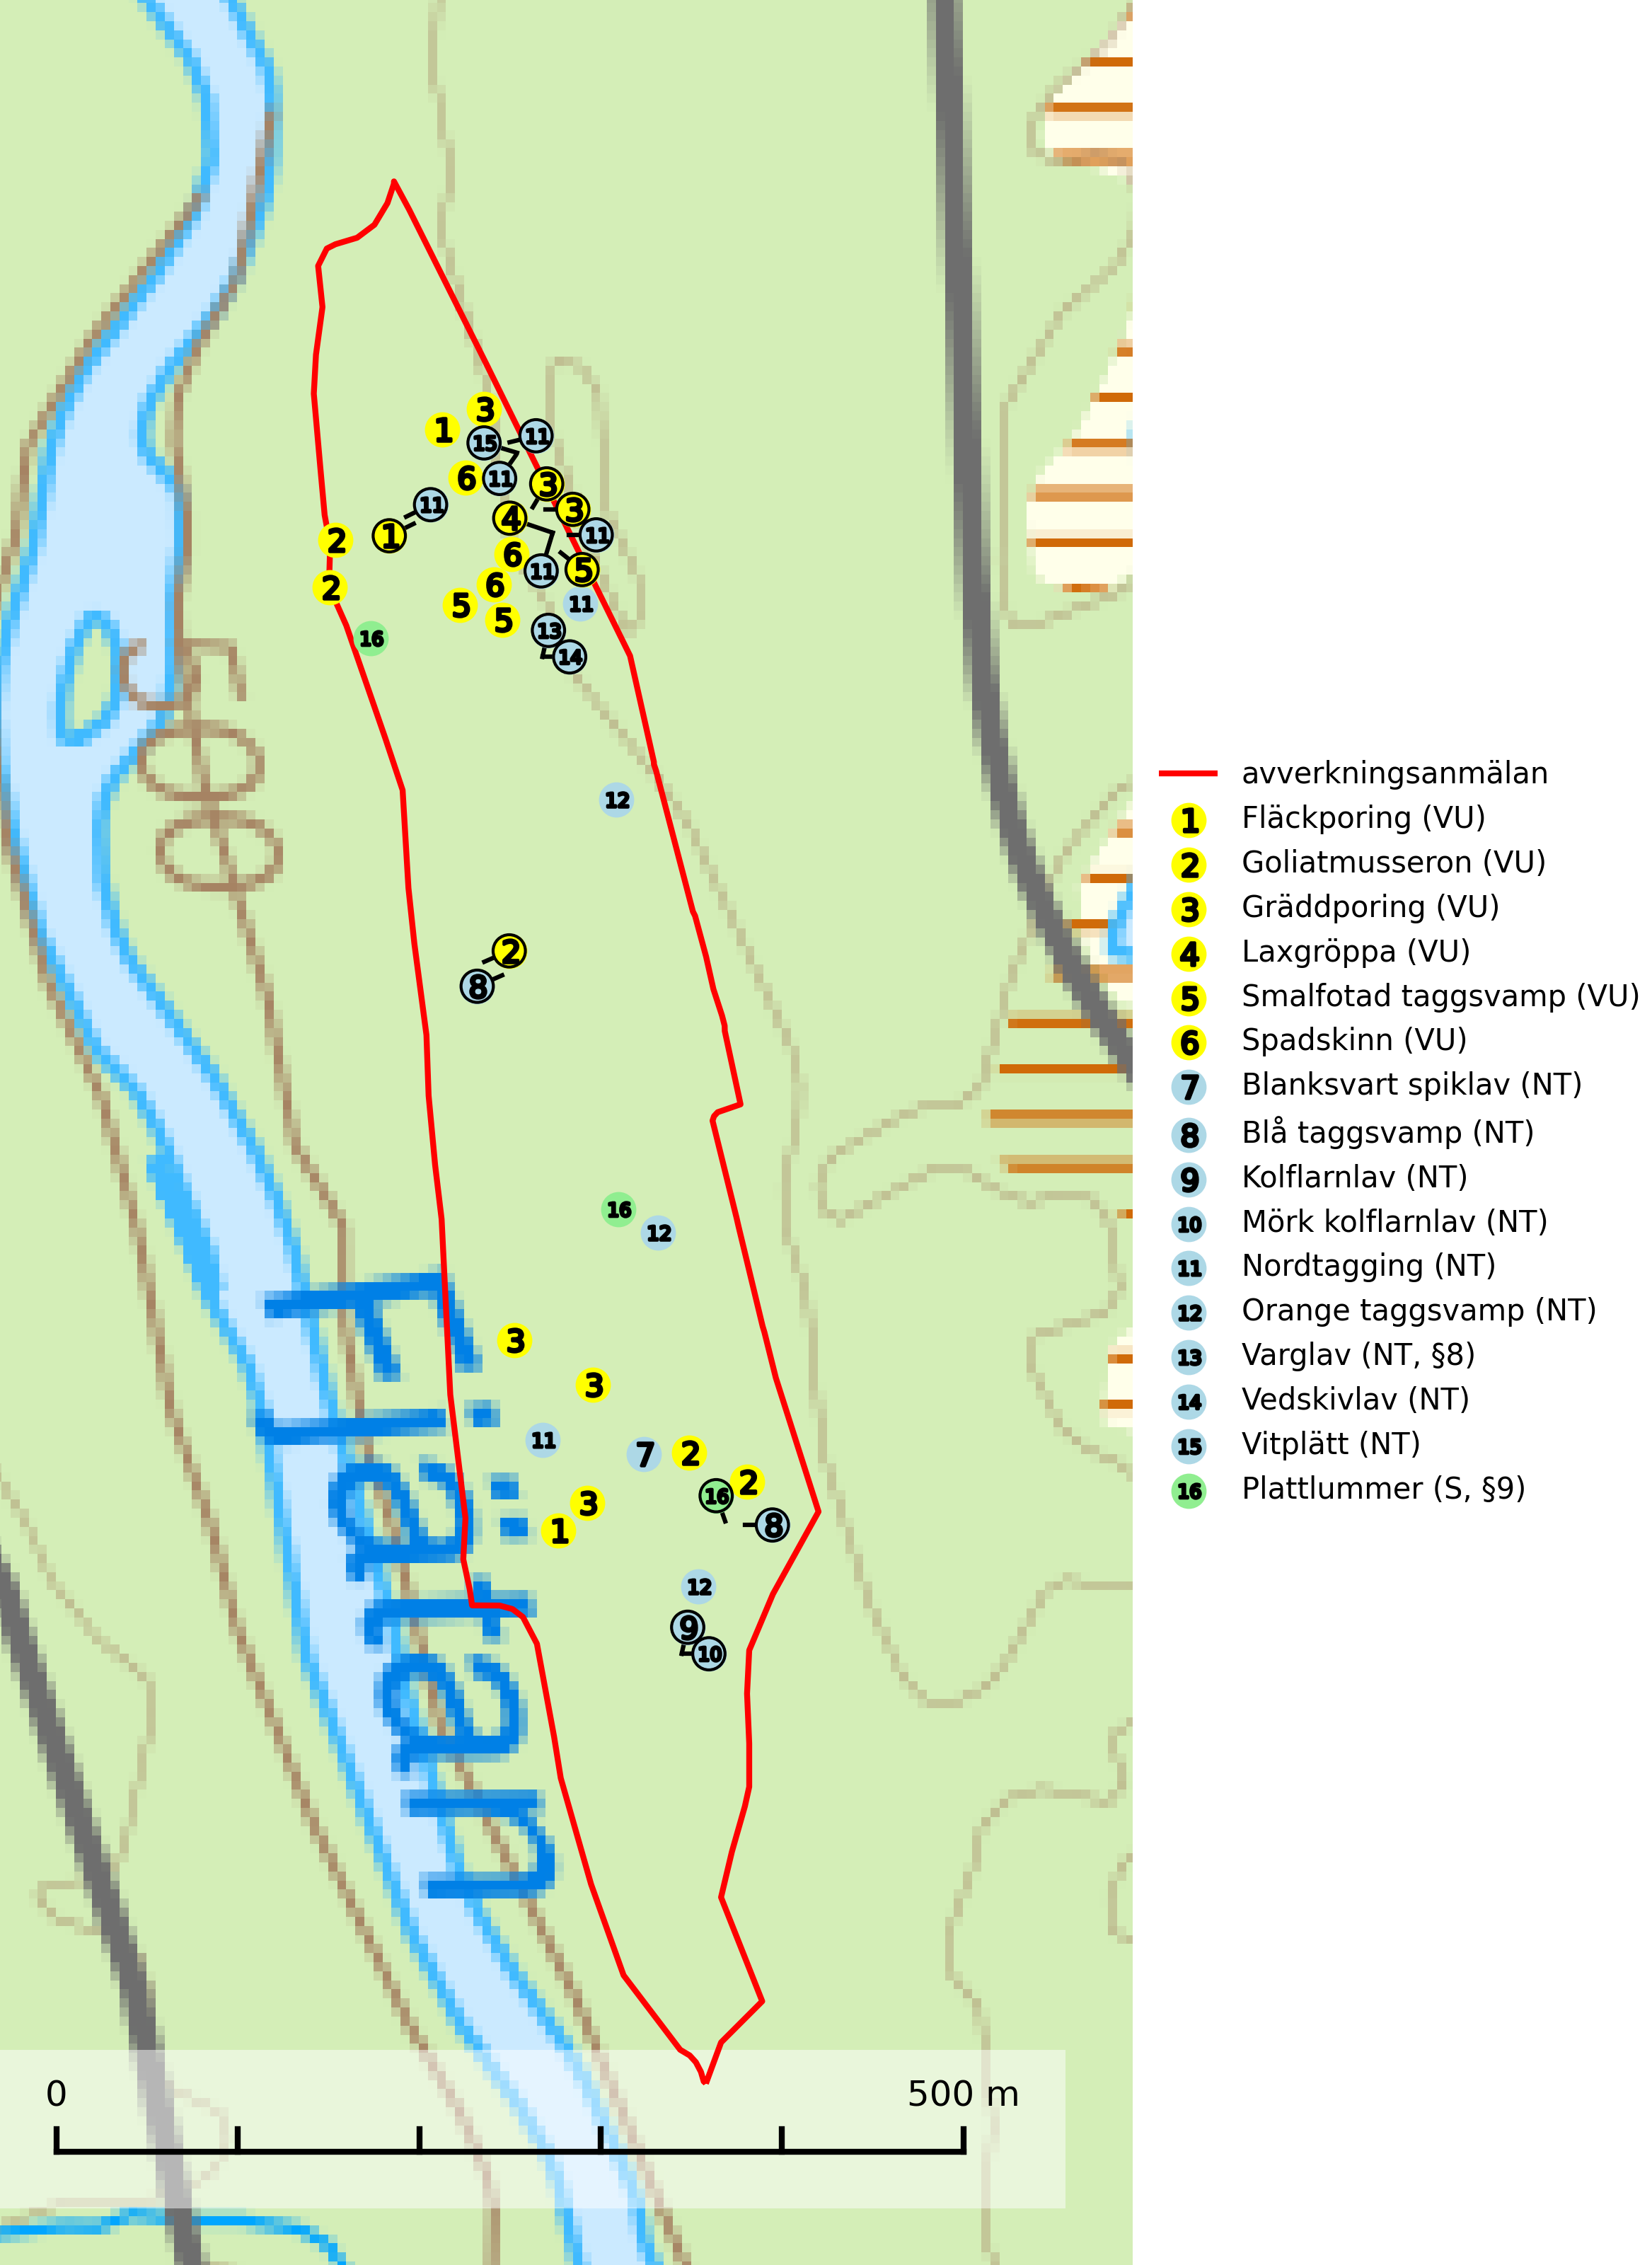 3
1
15
11
6
11
3
11
3
4
1
11
2
6
11
5
2
6
11
5
5
13
16
14
500
12
2
8
16
12
Fjätan
3
3
11
7
2
2
16
3
8
1
12
9
10
avverkningsanmälan
1 Fläckporing (VU)
2 Goliatmusseron (VU)
3 Gräddporing (VU)
4 Laxgröppa (VU)
5 Smalfotad taggsvamp (VU)
6 Spadskinn (VU)
7 Blanksvart spiklav (NT)
8 Blå taggsvamp (NT)
9 Kolflarnlav (NT)
10 Mörk kolflarnlav (NT)
11 Nordtagging (NT)
12 Orange taggsvamp (NT)
13 Varglav (NT, §8)
14 Vedskivlav (NT)
15 Vitplätt (NT)
16 Plattlummer (S, §9)
0 500 m